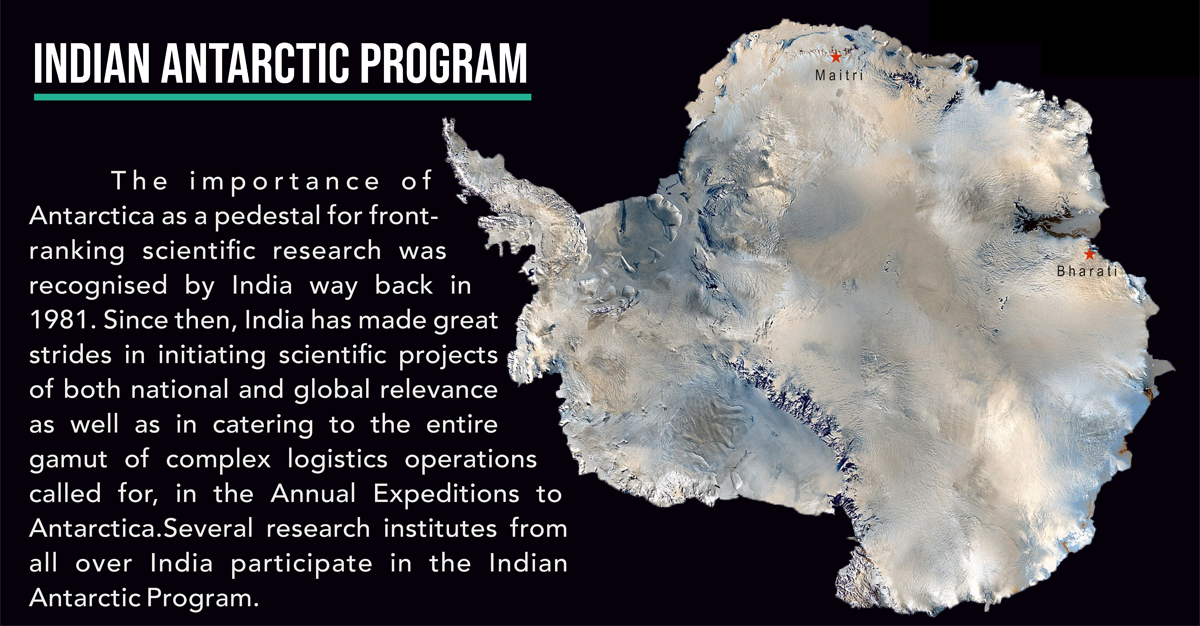 INDIAN ANTARCTIC PROGRAM
The importance of
Antarctica as a pedestal for front-
ranking scientific research was
recognised by India way back in
1981. Since then, India has made great
strides in initiating scientific projects
of both national and global relevance
as well as in catering to the entire
gamut of complex logistics operations
called for, in the Annual Expeditions to
Antarctica.Several research institutes from
all over India participate in the Indian
Antarctic Program.
Maitri
Bharati